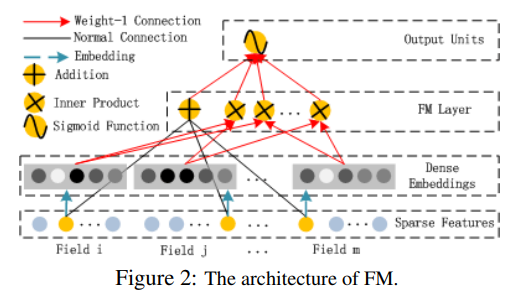 Weight-1 Connection
Normal Connection
Embedding
Addition
Inner Product
Sigmoid Function
Output Units
...
FM Layer
Dense
Embeddings
...
... ... ... ... Sparse Features
Field i Field j ... Field m
Figure 2: The architecture of FM.